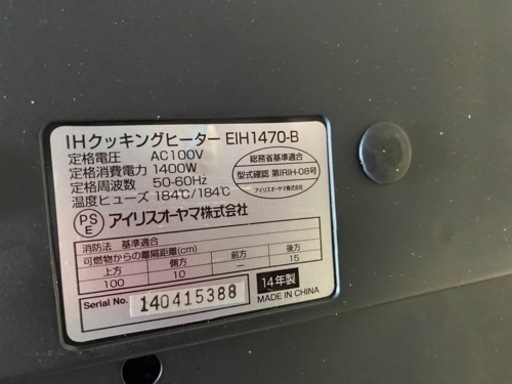 IHクッキングヒーター EIH1470-B
定格電圧 AC100V
定格消費電力 1400W
定格周波数 50-60Hz
温度ヒューズ 184℃/184℃
総務省基準適合
型式確認 第IRIH-08号
アイリスオーヤマ株式会社
PS
E
アイリスオーヤマ株式会社
消防法 基準適合
可燃物からの離隔距離(cm)
上方 側方 前方 後方
100 10 ー 15
Serial No. 140415388
14年製
MADE IN CHINA